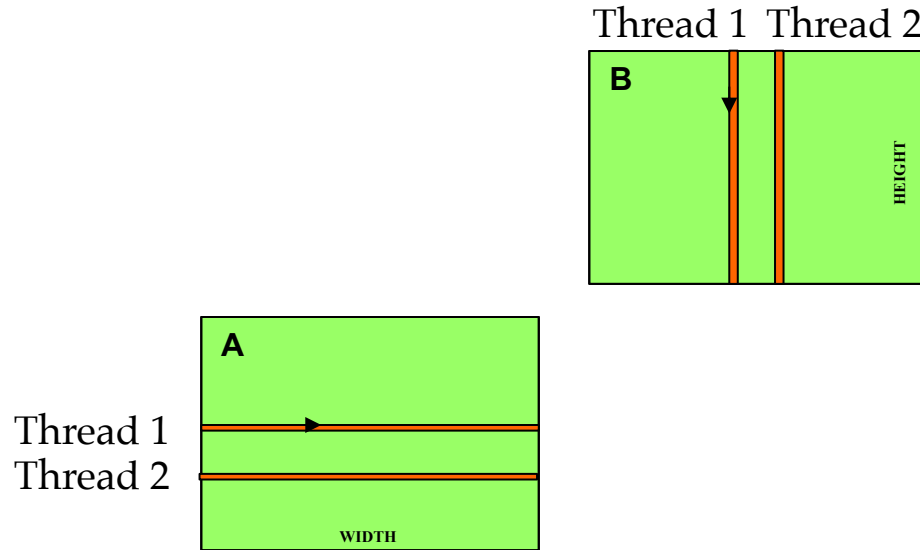 Thread 1 Thread 2
B
HEIGHT
A
Thread 1
Thread 2
WIDTH